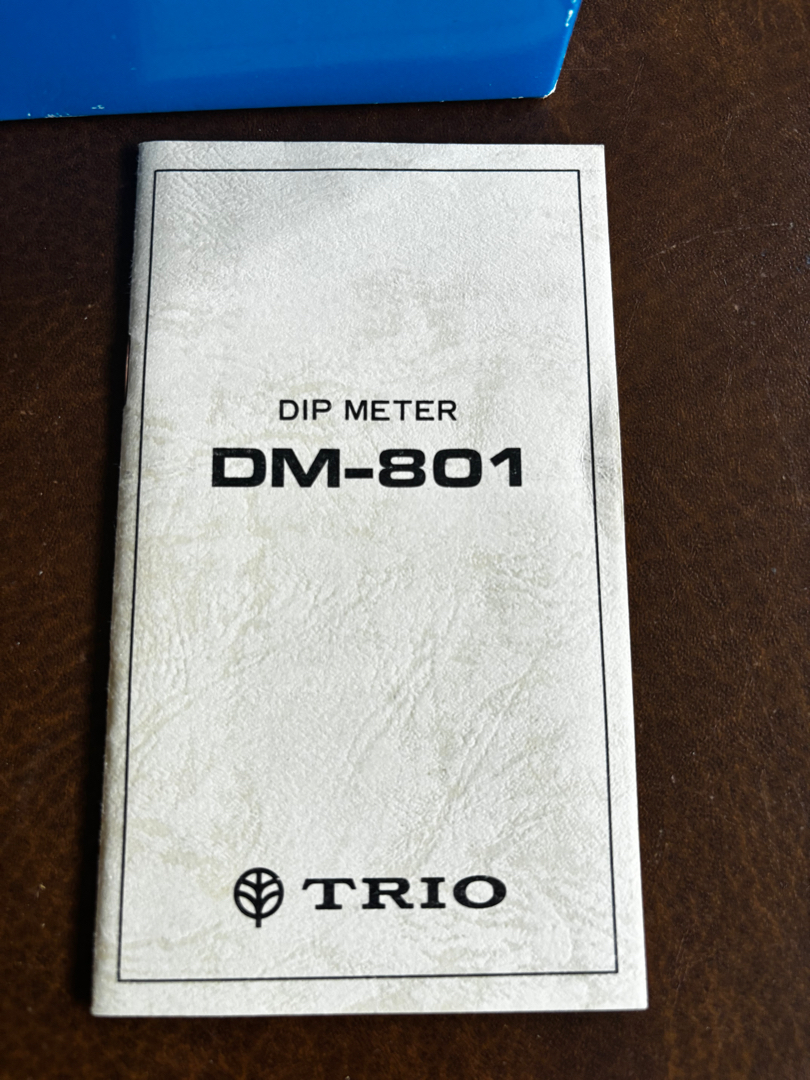 DIP METER
DM-801
TRIO